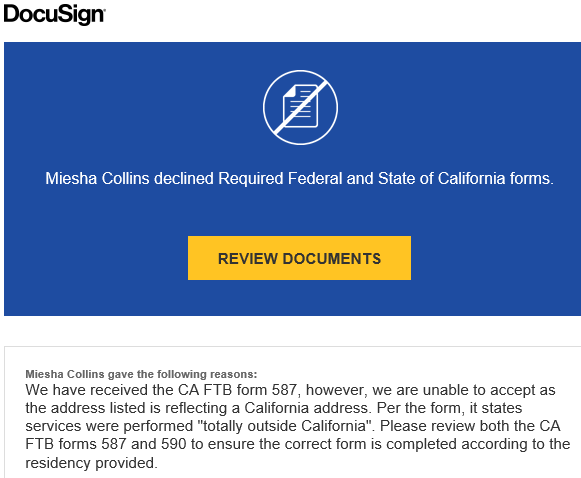 DocuSign
Miesha Collins declined Required Federal and State of California forms.
REVIEW DOCUMENTS
Miesha Collins gave the following reasons:
We have received the CA FTB form 587, however, we are unable to accept as
the address listed is reflecting a California address. Per the form, it states
services were performed "totally outside California". Please review both the CA
FTB forms 587 and 590 to ensure the correct form is completed according to the
residency provided.